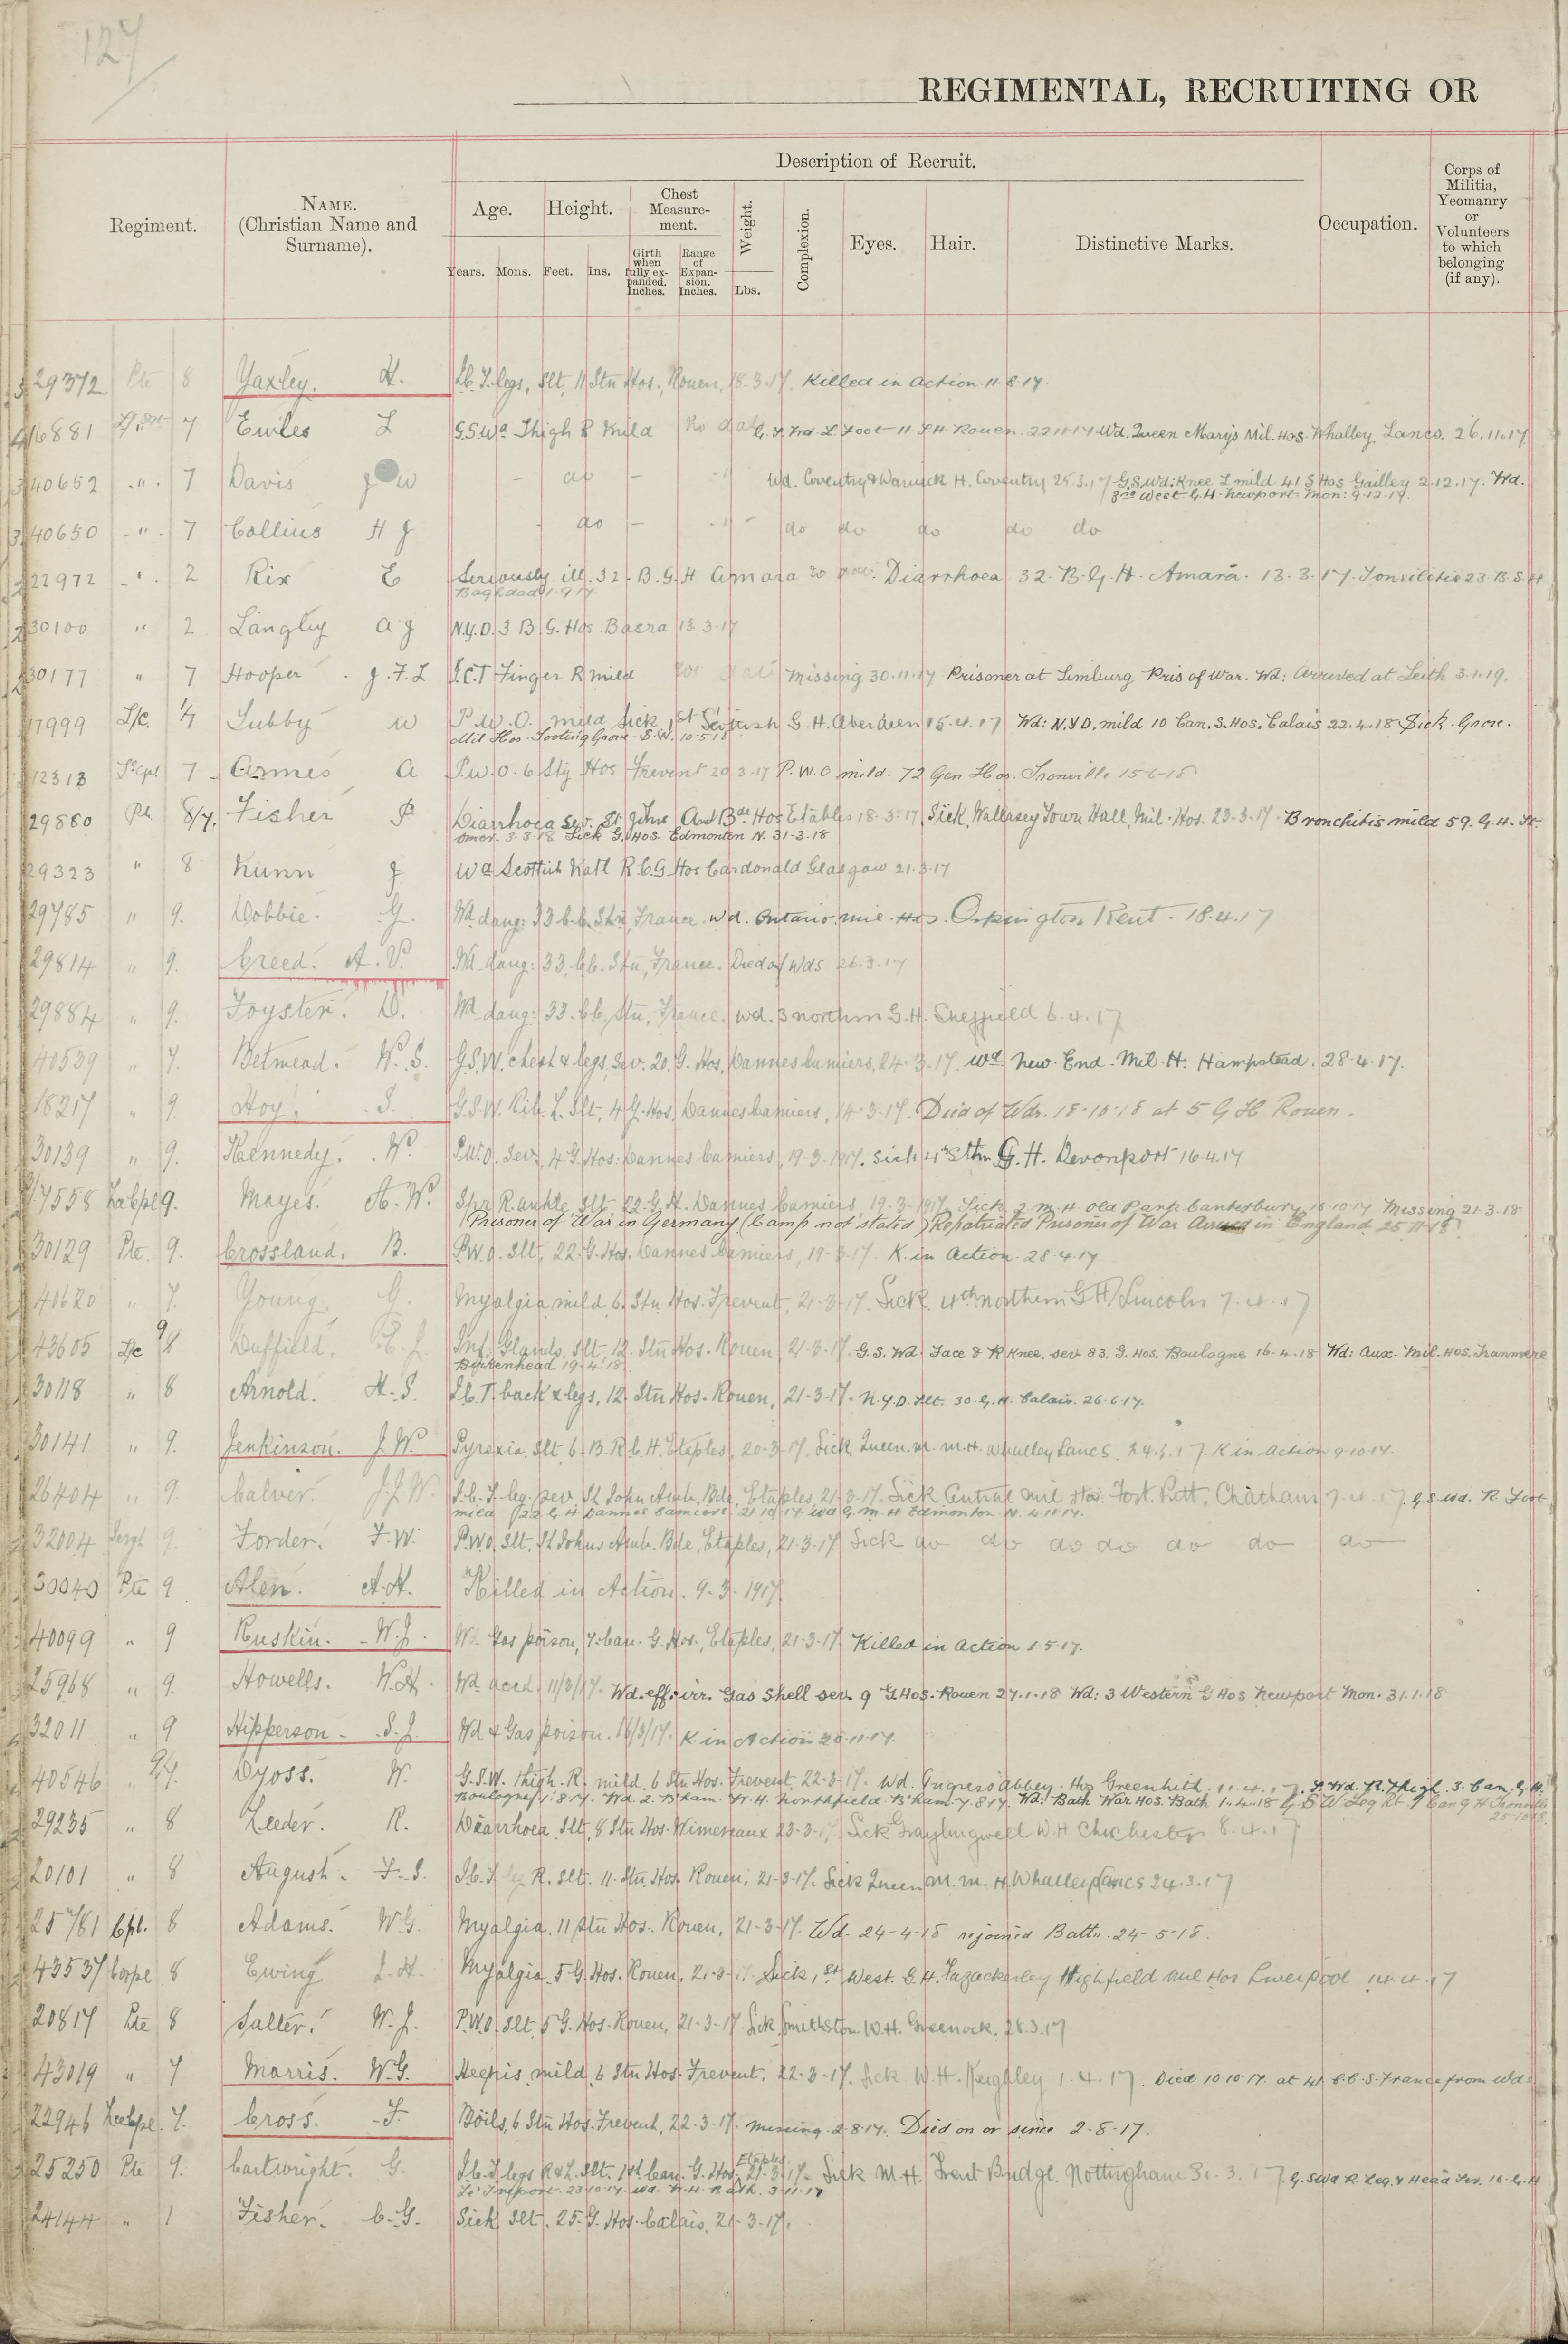 127
REGIMENTAL, RECRUITING OR
Description of Recruit.
Regiment.
NAME.
(Christian Name and
Surname).
Age.
Height.
Chest
Measure-
ment.
Weight.
Complexion.
Eyes.
Hair.
Distinctive Marks.
Occupation.
Corps of
Militia,
Yeomanry
or
Volunteers
to which
belonging
(if any).
Years.
Mons.
Feet.
Ins.
Girth
when
fully ex-
panded.
Inches.
Range
of
Expan-
sion.
Inches.
Lbs.
29372 Pte 8 Yaxley. H. I.C.T. legs, Slt, 11 Stn Hos., Rouen, 18.3.17. Killed in action 11.8.17.
16881 7 Ewles L G.S.Wd Thigh R mild No date G.S.Wd. L Foot 11. S.H. Rouen 22.11.17 Wd. Queen Mary's Mil. Hos. Whalley Lancs. 26.11.17
40652 " 7 Davis J W - do - Wd. Coventry & Warwick H. Coventry 25.3.17 G.S.Wd: Knee L mild 41 S Hos Gailley 2.12.17. Wd.
3rd West. G.H. Newport: Mon: 9.12.17.
40650 " 7 Collins H J - do - do do do do do
22972 " 2 Rix E Seriously ill. 32. B.G.H Amara no date. Diarrhoea 32. B.G.H. Amara. 13.3.17. Tonsilitis 23.B.S.H
Baghdad 1.9.17
30100 " 2 Langley A J N.Y.D. 3 B.G. Hos Basra 13.3.17
30177 " 7 Hooper J.F.L I.C.T Finger R mild no date Missing 30.11.17 Prisoner at Limburg Pris of War. Wd: Arrived at Leith 3.1.19.
17999 L/c. 1/7 Tubby W P.U.O. mild Sick 1st Scottish G.H. Aberdeen 15.4.17 Wd: N.Y.D. mild 10 Can. S. Hos. Calais 22.4.18 Sick. Grove.
Mil Hos. Tooting Grove S.W. 10.5.18
12313 L/Cpl 7 Armes A P.U.O. 6 Stg Hos Frevent 20.3.17 P.U.O mild. 72 Gen Hos. Trouville 15-6-18
29880 Pte 8/7. Fisher P Diarrhoea Sev. St. Johns Amb Bde Hos Etables 18.3.17. Sick, Wallasey Town Hall, Mil. Hos. 23.3.17. Bronchitis mild 59. G.H. St.
Omer. 3.3.18 Sick G. Hos. Edmonton N. 31-3-18
29323 " 8 Nunn J Wd Scottish Natl R.C.G. Hos Cardonald Glasgow 21.3.17
29785 " 9. Dobbie. G. Wd. dang: 33 C.C. Stn, France. Wd. Ontario. Mil. Hos. Orpington Kent. 18.4.17
29814 " 9. Creed. A.V. Wd. dang: 33, C.C. Stn, France. Died of Wds 26.3.17
29884 " 9. Foyster. D. Wd dang: 33. C.C. Stn, France. Wd. 3 Northern G.H. Sheffield 6.4.17
40539 " 7. Betmead. W.S. G.S.W. chest & legs, Sev. 20. G. Hos. Dannes Camiers, 24.3.17. Wd New. End. Mil. H. Hampstead. 28.4.17.
18217 " 9. Hoy. S. G.S.W. Rib. L. Slt, 4 G. Hos. Dannes Camiers, 14.3.17. Died of Wds. 18.10.18 at 5 G H Rouen.
30139 " 9. Kennedy. W. P.U.O. Sev, 4 G. Hos. Dannes Camiers, 19-3-1917. Sick 4th Sthn G.H. Devonport 16.4.17
17558 9. Mayes. A.W. Spr. R. ankle Slt. 22 G.H. Dannes Camiers, 19.3.1917. Sick 2 M.H Old Park Canterbury 16.10.17 Missing 21.3.18
(Prisoner of War in Germany (Camp not stated) Repatriated Prisoner of War Arrived in England 25.11.18
30129 Pte. 9. Crossland. B. P.U.O. Slt, 22. G. Hos. Dannes Camiers, 19-3-17. K. in Action 28.4.17
40620 " 7. Young. G. Myalgia mild 6. Stn. Hos. Frevent, 21-3-17. Sick 4th Northern G.H. Lincoln 7.4.17
43605 L/c 9/8 Duffield. E.J. Inf. Glands. Slt. 12. Stn Hos. Rouen, 21-3-17. G.S. Wd. Face & R Knee. sev 83. G. Hos. Boulogne 16-4-18 Wd: Aux. Mil. Hos. Tranmere
Birkenhead 19.4.18
30118 " 8 Arnold. H.S. I.C.T. back & legs, 12. Stn Hos. Rouen, 21-3-17. N.Y.D. Slt. 30. G.H. Calais. 26.6.17.
30141 " 9. Jenkinson. J.W. Pyrexia, Slt, 6. B.R.C.H. Etaples, 20-3-17. Sick Queen. M. M.H. Whalley Lancs. 24.3.17. K in action 9.10.17.
26404 " 9. Calver. J.J.W. I.C.T. leg. Sev. St John Amb. Bde. Etaples, 21-3-17. Sick Central Mil Hos Fort Pitt. Chatham 7.4.17. G.S.Wd. R. Foot
mild 22 G.H Dannes Camiers 21.10.17 Wd G.M.H Edmonton N. 4.11.17.
32004 Sergt 9. Forder. F.W. P.U.O. Slt. St Johns Amb. Bde, Etaples, 21-3-17 Sick do do do do do do do
30040 Pte 9 Alen. A.H. Killed in Action. 9-3-1917.
40099 " 9 Ruskin. W.J. Wd. Gas poison, 7. Can. G. Hos., Etaples, 21-3-17. Killed in action 1.5.17.
25968 " 9. Howells. W.H. Wd accd. 11/3/17. Wd. eff: irr. Gas Shell sev. 9 G. Hos. Rouen 27.1.18 Wd: 3 Western G Hos Newport Mon. 31.1.18
32011 " 9 Hipperson. S.J. Wd & Gas poison. 16/3/17. K. in Action 20.11.17.
40546 " 9/7. Dyoss. W. G.S.W. thigh. R. mild, 6 Stn Hos. Frevent, 22-3-17. Wd. Ingress Abbey. Hos Greenhith. 11.4.17. S. Wd. R. Thigh. 3. Can. G.H.
Boulogne 1.8.17. Wd. 2. B'ham. W.H. Northfield B'ham 7.8.17. Wd: Bath War Hos. Bath 1.4.18 G.S.W Leg Rt 7 Can G H Trouville
25.10.18
29235 " 8 Leeder. R. Diarrhoea, Slt, 8 Stn Hos. Wimereaux 23-3-17. Sick Graylingwell W H Chichester 8.4.17
20101 " 8 August. F.S. I.C.T leg R. Slt. 11. Stn. Hos. Rouen, 21-3-17. Sick Queen M. M. H. Whalley Lancs 24.3.17
25781 Cpl. 8 Adams. W.G. Myalgia. 11 Stn Hos. Rouen, 21-3-17. Wd. 24-4-18 rejoined Battn. 24-5-18.
43537 Corpl 8 Ewing J.H. Myalgia 5 G. Hos. Rouen, 21-3-17. Sick, 1st West. G.H. Fazackerley Highfield Mil Hos Liverpool 14.4.17
20817 Pte 8 Salter. W.J. P.U.O. Slt, 5 G. Hos. Rouen, 21-3-17. Sick Smithston W.H. Greenock. 28.3.17
43019 " 7 Morris. W.G. mild, 6 Stn Hos. Frevent. 22-3-17. Sick W.H. Keighley 1.4.17. Died 10.10.17. at 41 C.C.S. France from Wds
22946 7. Cross. F. Boils, 6 Stn Hos. Frevent, 22-3-17. Missing 2.8.17. Died on or since 2-8-17.
25250 Pte 9. Cartwright. G. I.C.T. legs R & L. Slt. 1st Can. G. Hos. Etaples 21-3-17. Sick M.H. Trent Bridge. Nottingham 31.3.17. G.SWd R. Leg. & Head Sev. 16. G.H
Le Treport. 23.10.17. Wd. W.H. Bath. 3.11.17
24144 " 1 Fisher. C.G. Sick Slt. 25. G. Hos. Calais, 21-3-17.